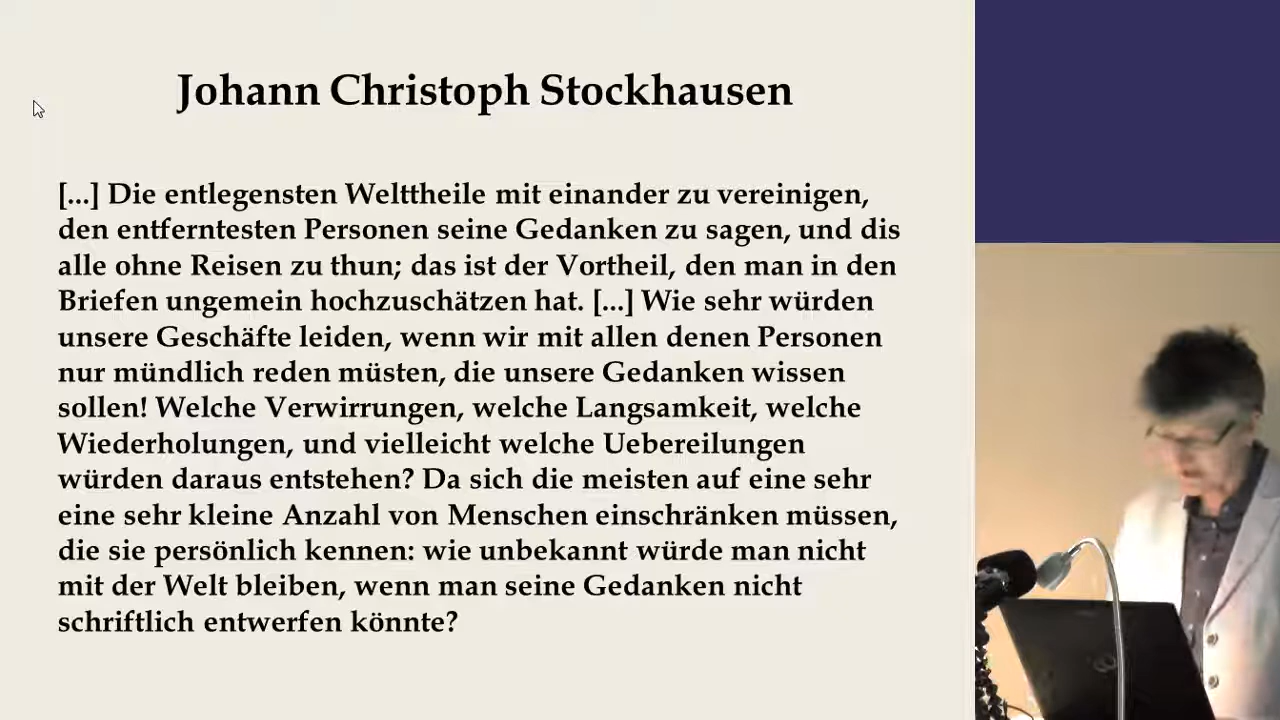 Johann Christoph Stockhausen
[...] Die entlegensten Welttheile mit einander zu vereinigen,
den entferntesten Personen seine Gedanken zu sagen, und dis
alle ohne Reisen zu thun; das ist der Vortheil, den man in den
Briefen ungemein hochzuschätzen hat. [...] Wie sehr würden
unsere Geschäfte leiden, wenn wir mit allen denen Personen
nur mündlich reden müsten, die unsere Gedanken wissen
sollen! Welche Verwirrungen, welche Langsamkeit, welche
Wiederholungen, und vielleicht welche Uebereilungen
würden daraus entstehen? Da sich die meisten auf eine sehr
eine sehr kleine Anzahl von Menschen einschränken müssen,
die sie persönlich kennen: wie unbekannt würde man nicht
mit der Welt bleiben, wenn man seine Gedanken nicht
schriftlich entwerfen könnte?